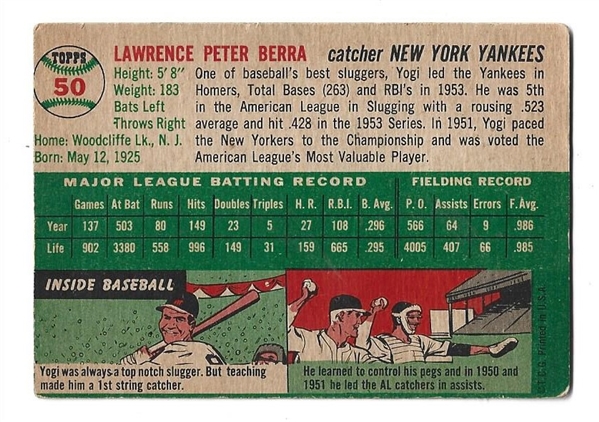 TOPPS
50
LAWRENCE PETER BERRA catcher NEW YORK YANKEES
Height: 5' 8"
Weight: 183
Bats Left
Throws Right
Home: Woodcliffe Lk., N. J.
Born: May 12, 1925
One of baseball's best sluggers, Yogi led the Yankees in
Homers, Total Bases (263) and RBI's in 1953. He was 5th
in the American League in Slugging with a rousing .523
average and hit .428 in the 1953 Series. In 1951, Yogi paced
the New Yorkers to the Championship and was voted the
American League's Most Valuable Player.
MAJOR LEAGUE BATTING RECORD FIELDING RECORD
Games At Bat Runs Hits Doubles Triples H. R. R.B.I. B. Avg. P. O. Assists Errors F. Avg.
Year 137 503 80 149 23 5 27 108 .296 566 64 9 .986
Life 902 3380 558 996 149 31 159 665 .295 4005 407 66 .985
INSIDE BASEBALL
Yogi was always a top notch slugger. But teaching
made him a 1st string catcher.
He learned to control his pegs and in 1950 and
1951 he led the AL catchers in assists.
T.C.G. Printed in U.S.A.